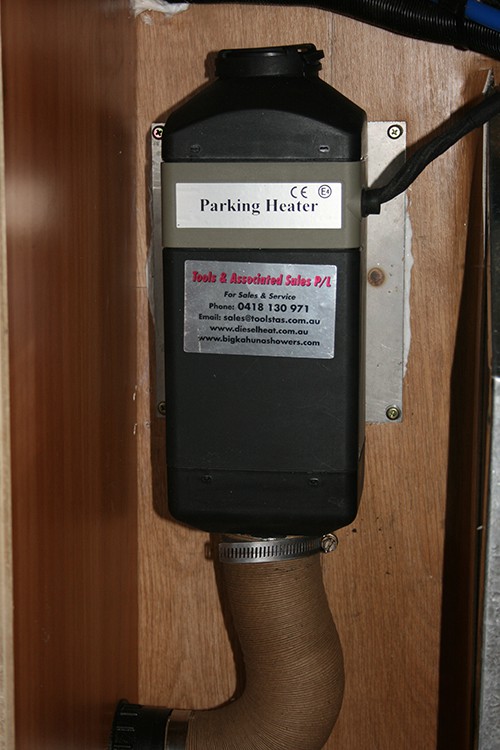 CE E4
Parking Heater
Tools & Associated Sales P/L
For Sales & Service
Phone: 0418 130 971
Email: sales@toolstas.com.au
www.dieselheat.com.au
www.bigkahunashowers.com